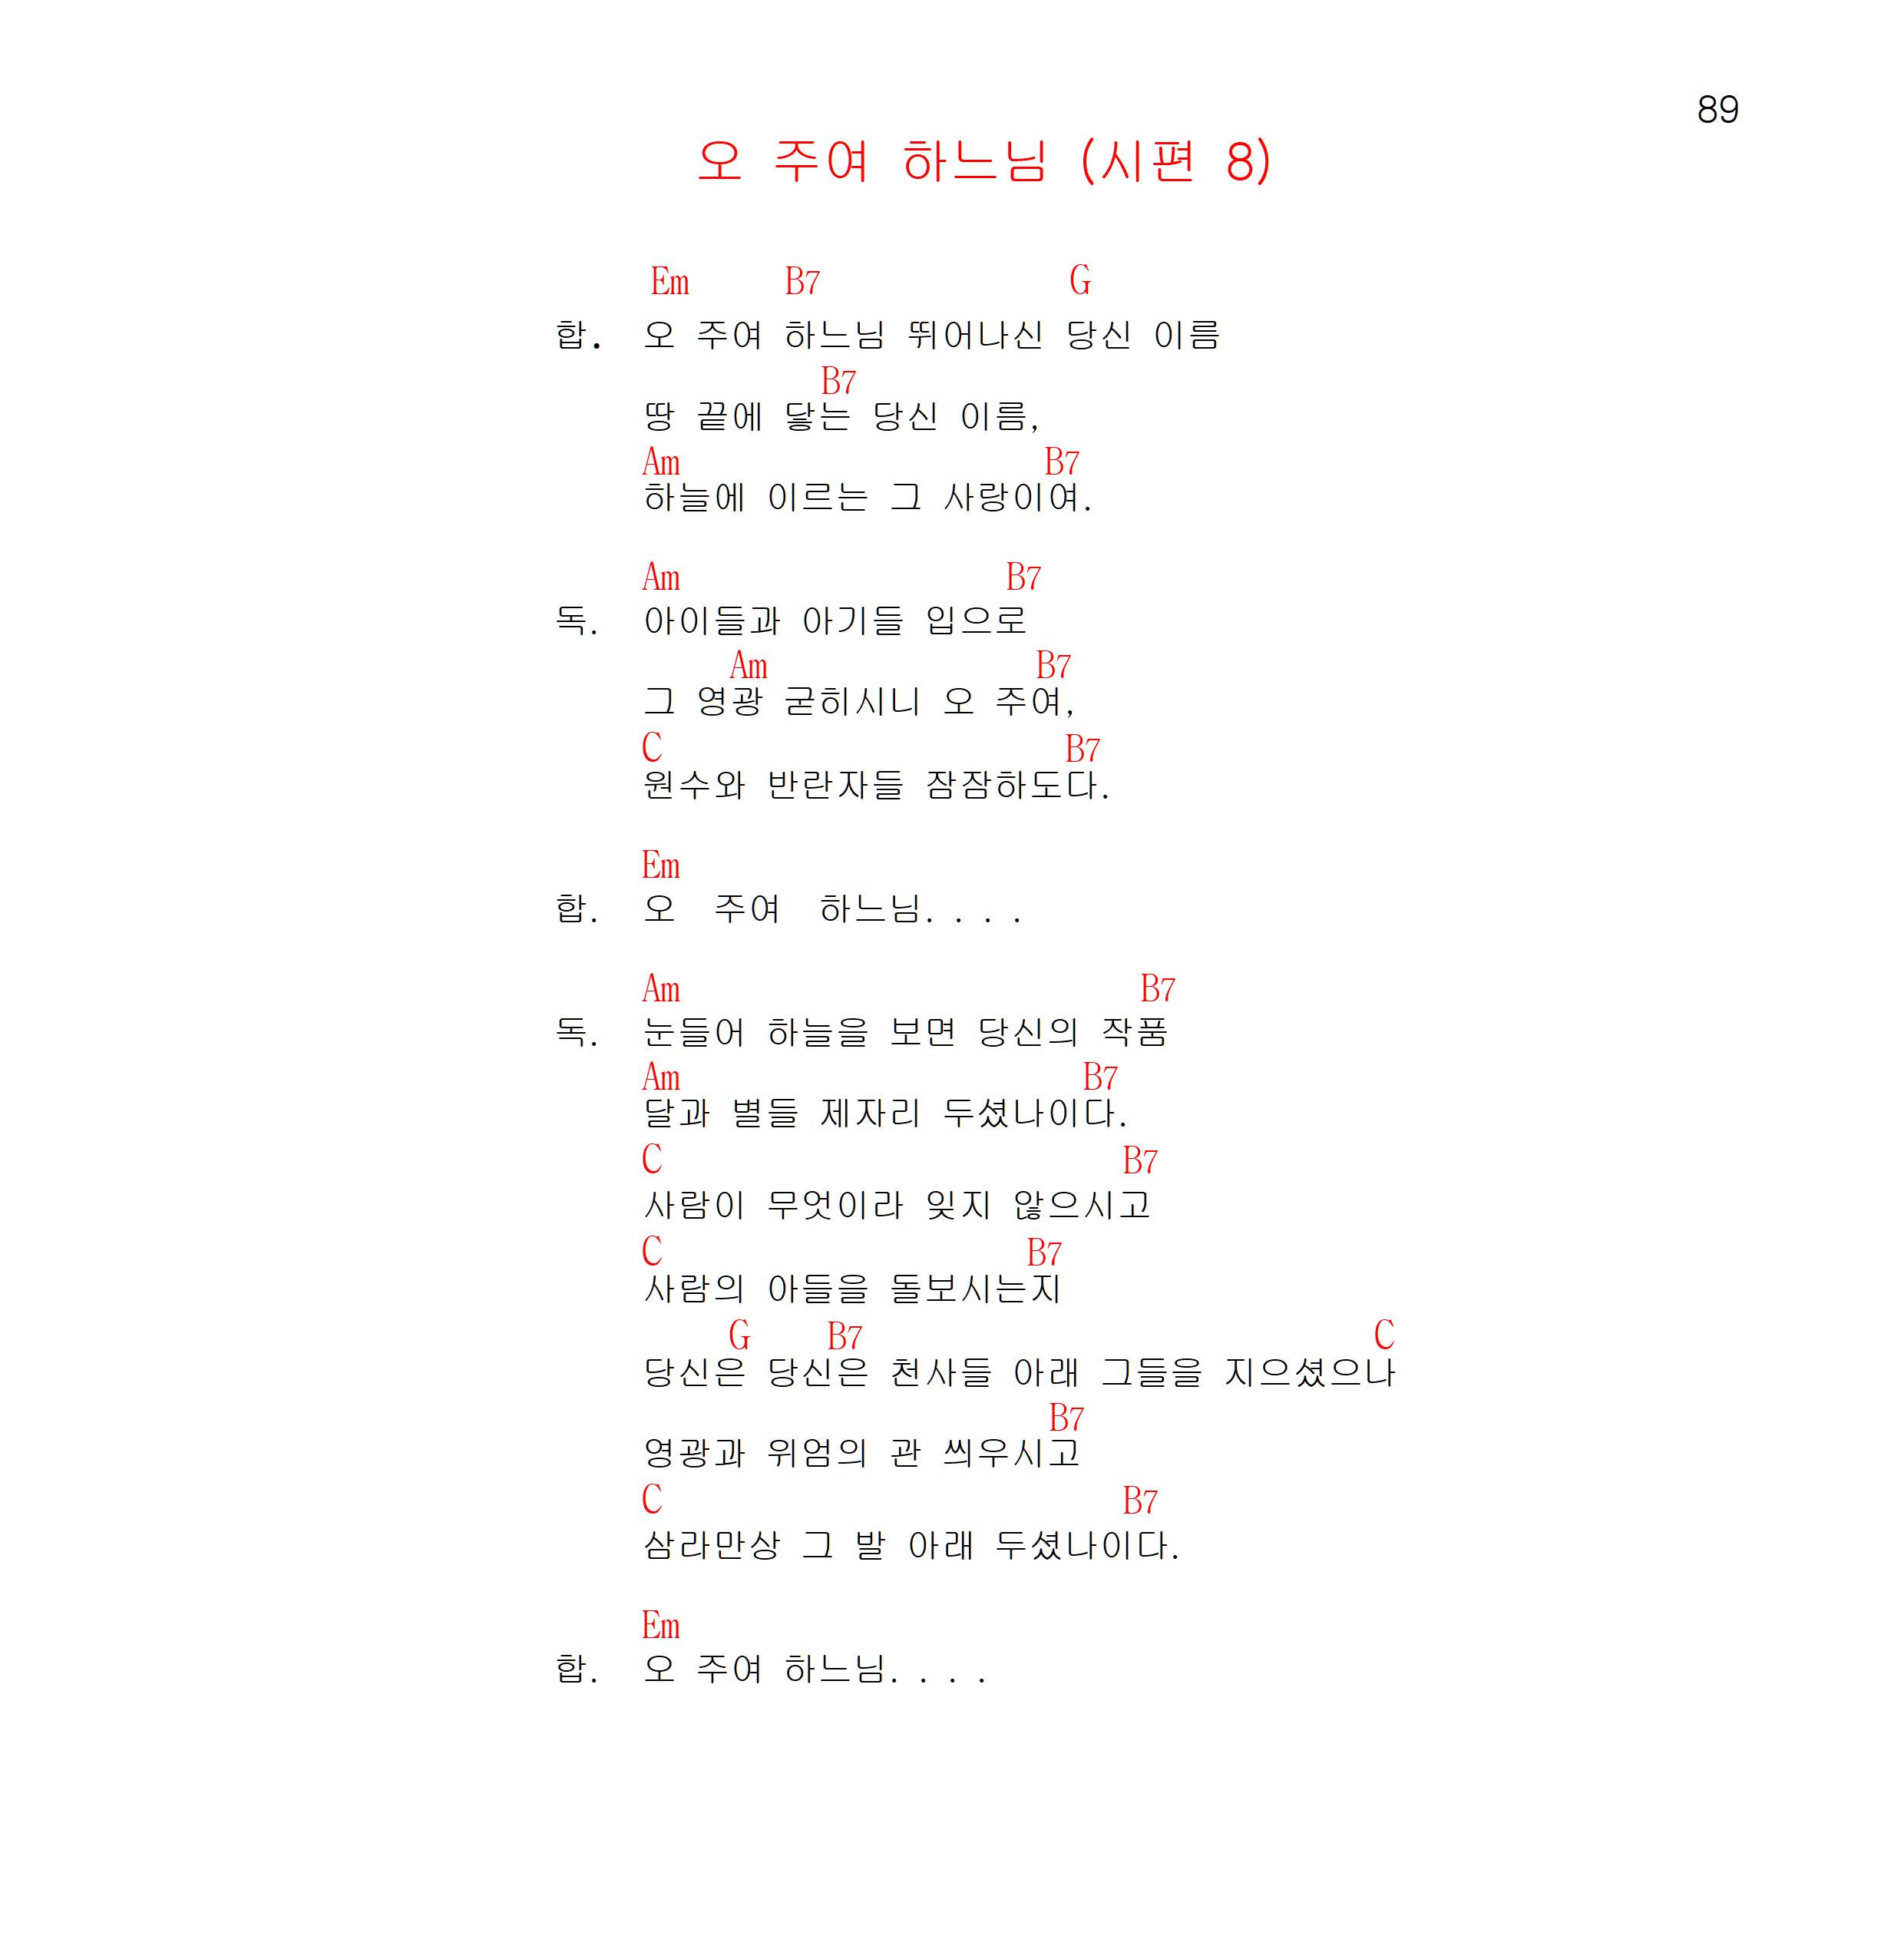 89
오 주여 하느님 (시편 8)
Em B7 G
합. 오 주여 하느님 뛰어나신 당신 이름
B7
땅 끝에 닿는 당신 이름,
Am B7
하늘에 이르는 그 사랑이여.
Am B7
독. 아이들과 아기들 입으로
Am B7
그 영광 굳히시니 오 주여,
C B7
원수와 반란자들 잠잠하도다.
Em
합. 오 주여 하느님. . . .
Am B7
독. 눈들어 하늘을 보면 당신의 작품
Am B7
달과 별들 제자리 두셨나이다.
C B7
사람이 무엇이라 잊지 않으시고
C B7
사람의 아들을 돌보시는지
G B7 C
당신은 당신은 천사들 아래 그들을 지으셨으나
B7
영광과 위엄의 관 씌우시고
C B7
삼라만상 그 발 아래 두셨나이다.
Em
합. 오 주여 하느님. . . .